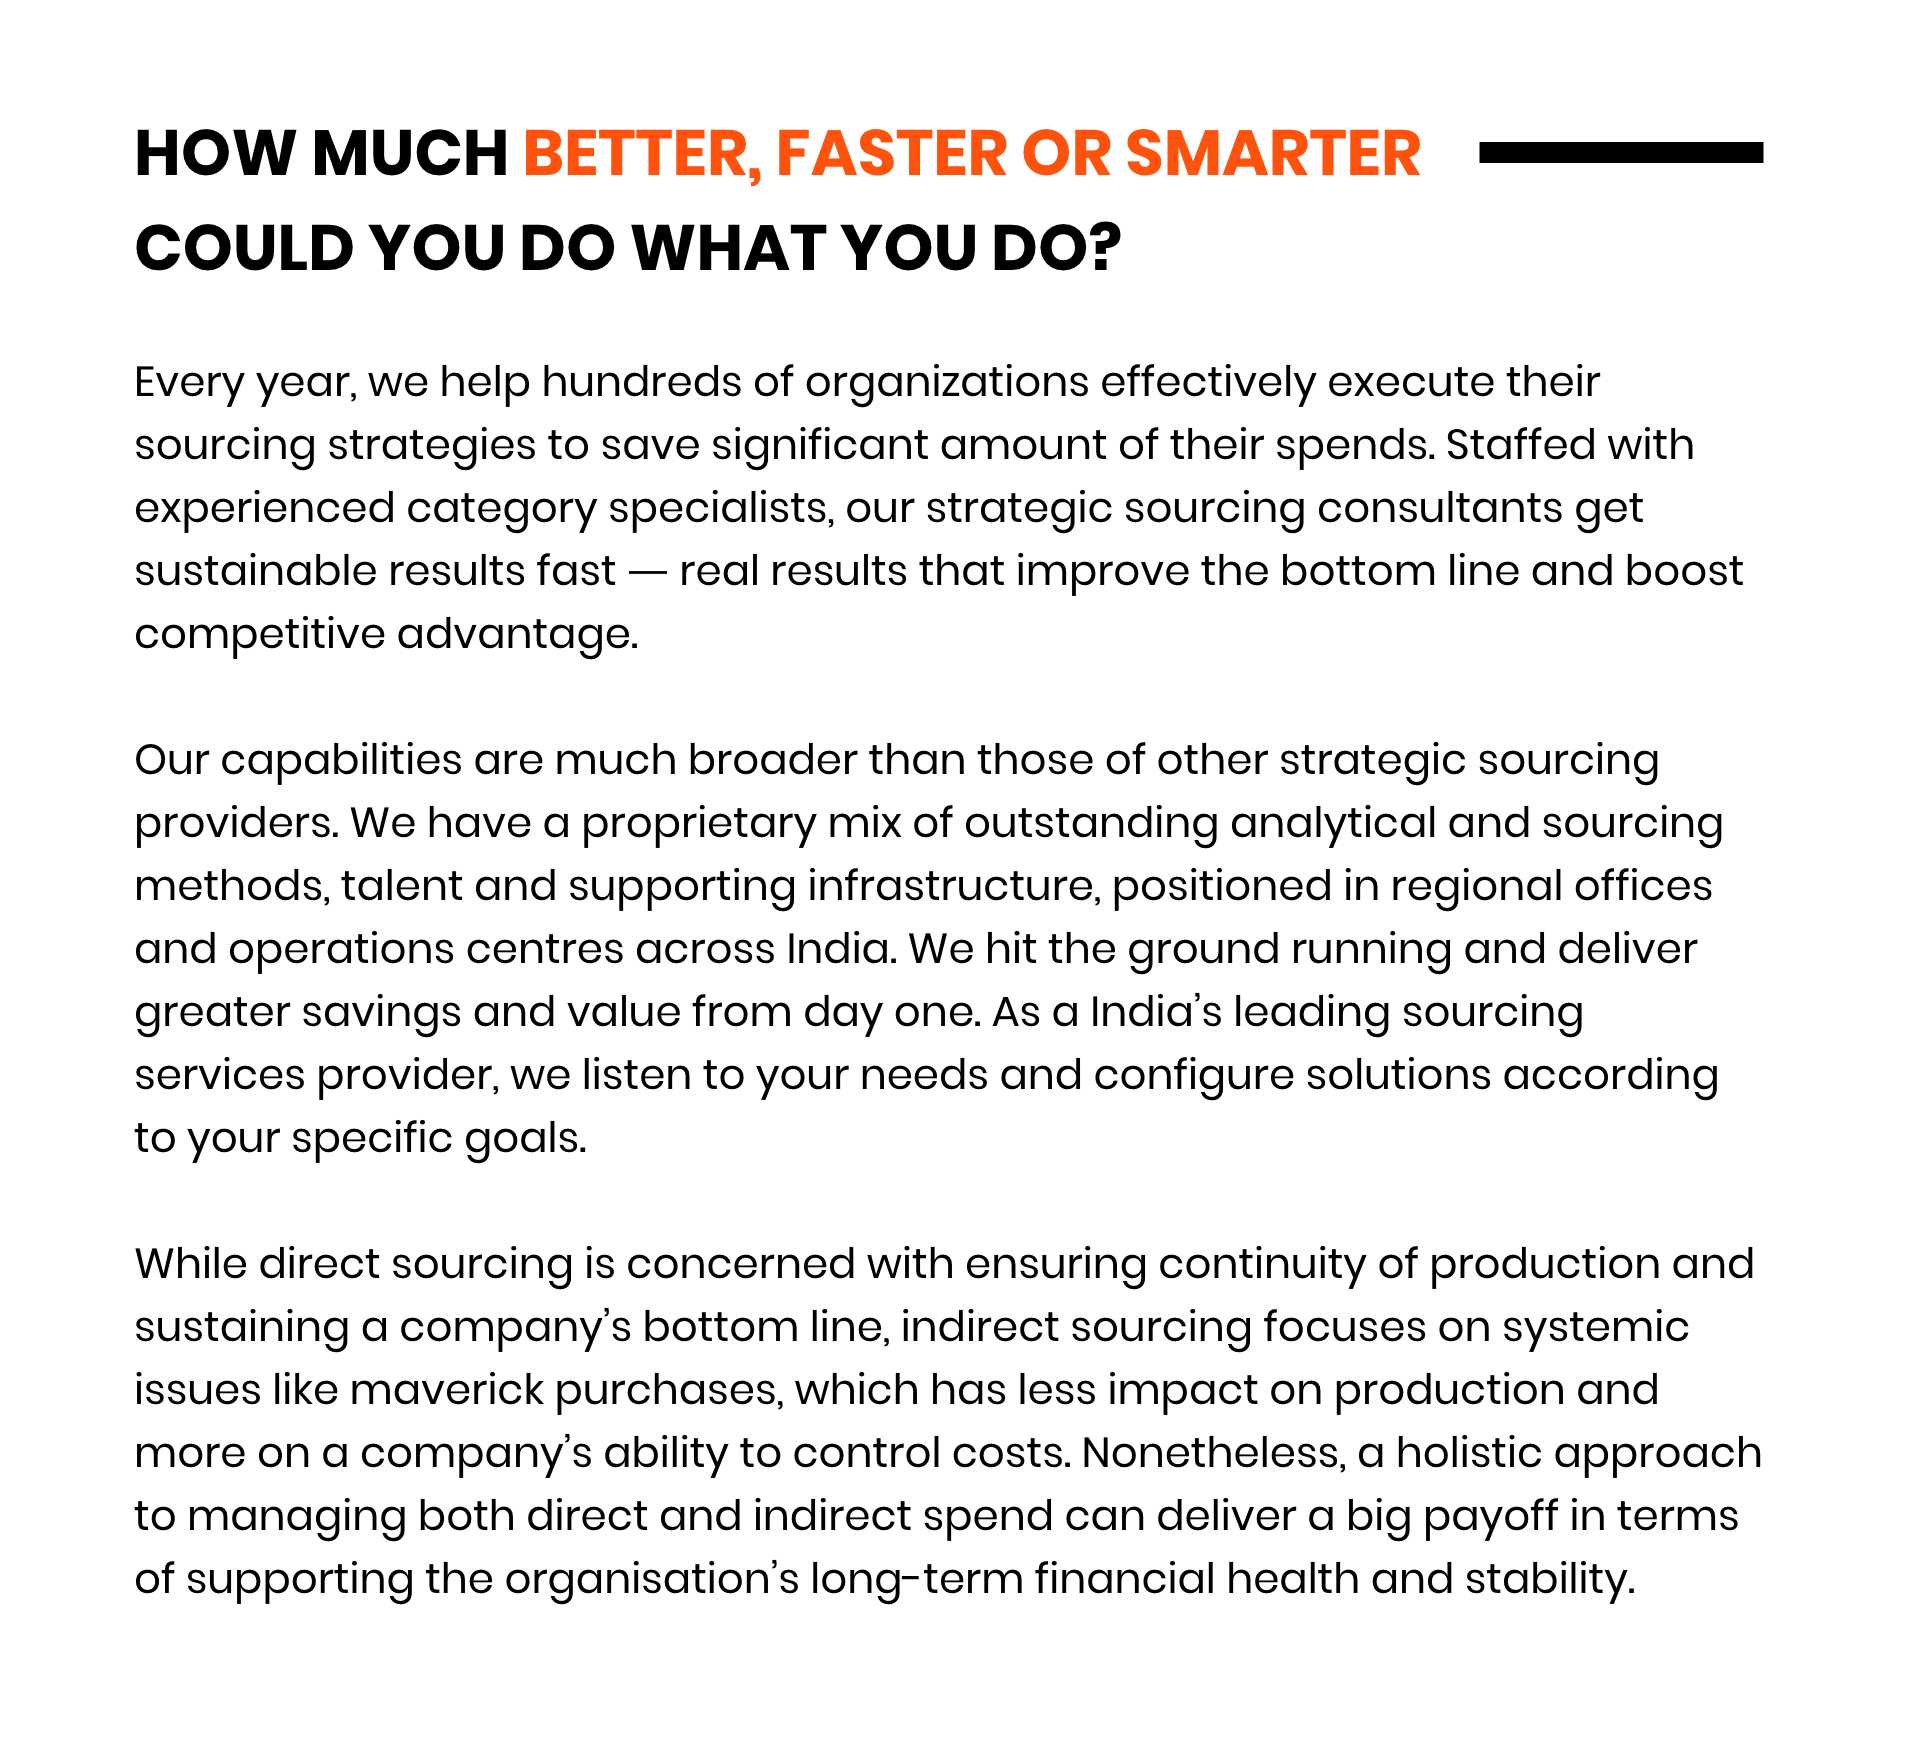 HOW MUCH BETTER, FASTER OR SMARTER
COULD YOU DO WHAT YOU DO?
Every year, we help hundreds of organizations effectively execute their
sourcing strategies to save significant amount of their spends. Staffed with
experienced category specialists, our strategic sourcing consultants get
sustainable results fast — real results that improve the bottom line and boost
competitive advantage.
Our capabilities are much broader than those of other strategic sourcing
providers. We have a proprietary mix of outstanding analytical and sourcing
methods, talent and supporting infrastructure, positioned in regional offices
and operations centres across India. We hit the ground running and deliver
greater savings and value from day one. As a India’s leading sourcing
services provider, we listen to your needs and configure solutions according
to your specific goals.
While direct sourcing is concerned with ensuring continuity of production and
sustaining a company’s bottom line, indirect sourcing focuses on systemic
issues like maverick purchases, which has less impact on production and
more on a company’s ability to control costs. Nonetheless, a holistic approach
to managing both direct and indirect spend can deliver a big payoff in terms
of supporting the organisation’s long-term financial health and stability.